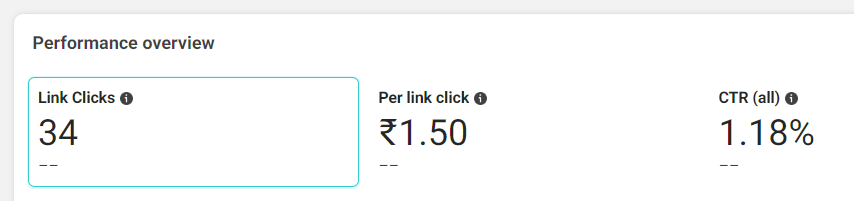 Performance overview
Link Clicks
Per link click
CTR (all)
34
₹1.50
1.18%
--
--
--